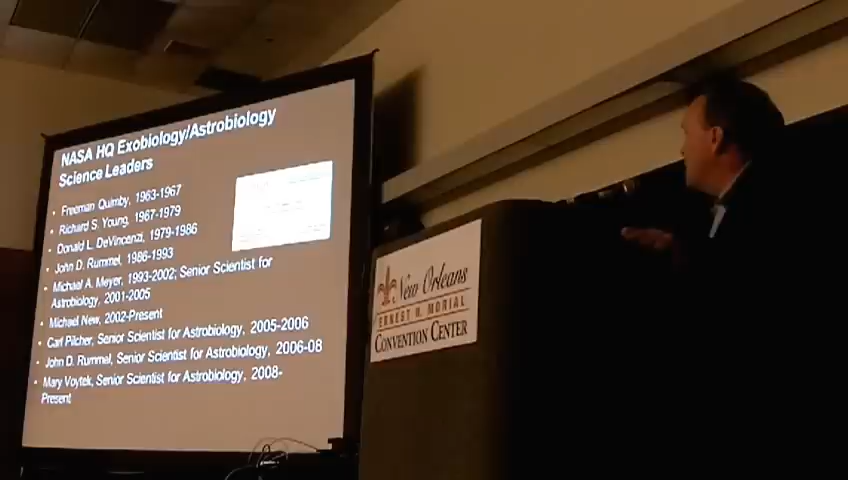 NASA HQ Exobiology/Astrobiology
Science Leaders
• Freeman Quimby, 1963-1967
• Richard S. Young, 1967-1979
• Donald L. DeVincenzi, 1979-1986
• John D. Rummel, 1986-1993
• Michael A. Meyer, 1993-2002; Senior Scientist for
Astrobiology, 2001-2005
• Michael New, 2002-Present
• Carl Pilcher, Senior Scientist for Astrobiology, 2005-2006
• John D. Rummel, Senior Scientist for Astrobiology, 2006-08
• Mary Voytek, Senior Scientist for Astrobiology, 2008-
Present
New Orleans
ERNEST N. MORIAL
CONVENTION CENTER